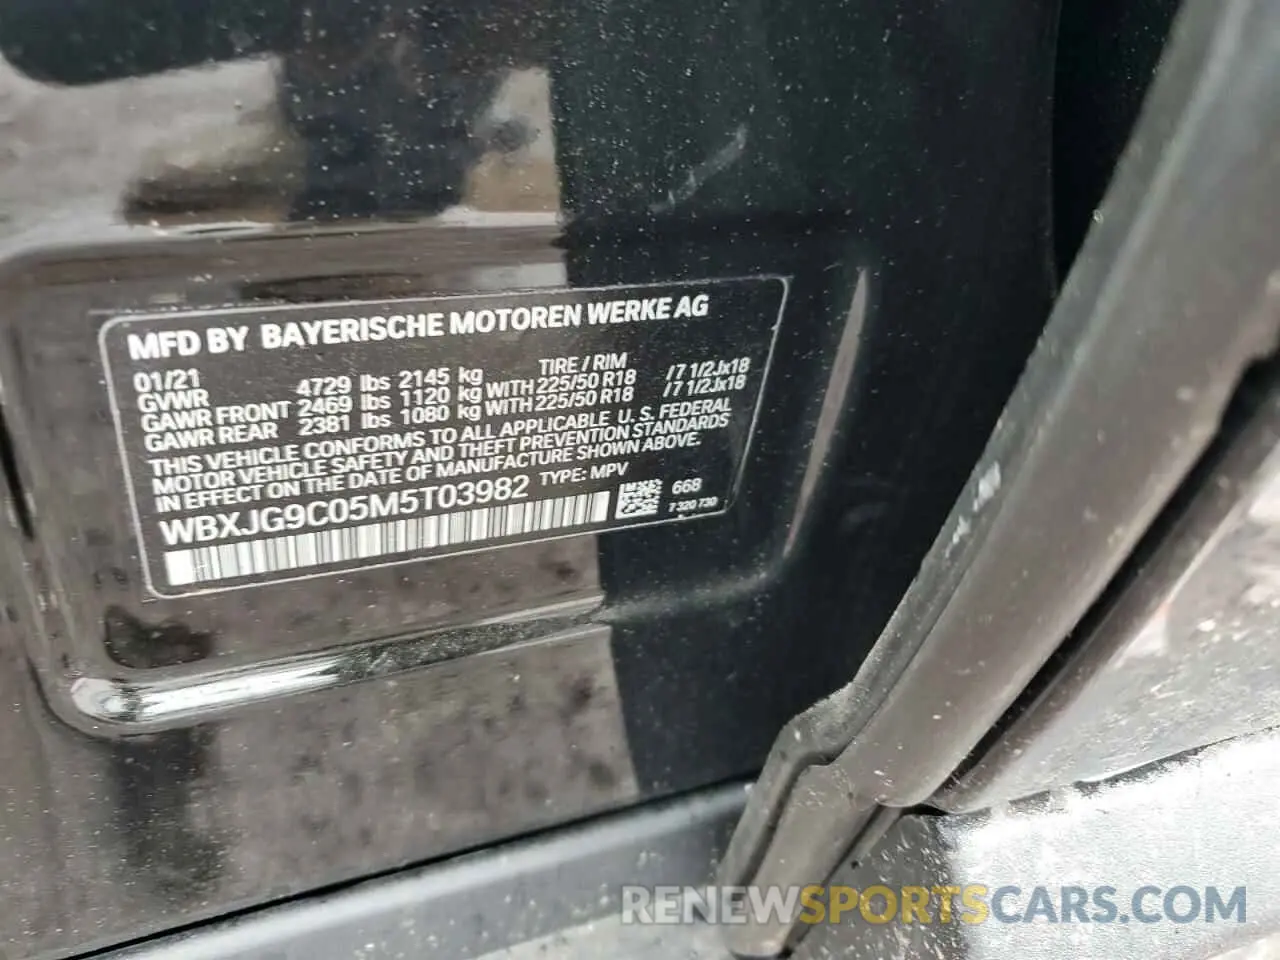 MFD BY BAYERISCHE MOTOREN WERKE AG
01/21 TIRE / RIM
GVWR 4729 lbs 2145 kg
GAWR FRONT 2469 lbs 1120 kg WITH 225/50 R18 /7 1/2Jx18
GAWR REAR 2381 lbs 1080 kg WITH 225/50 R18 /7 1/2Jx18
THIS VEHICLE CONFORMS TO ALL APPLICABLE U. S. FEDERAL
MOTOR VEHICLE SAFETY AND THEFT PREVENTION STANDARDS
IN EFFECT ON THE DATE OF MANUFACTURE SHOWN ABOVE.
WBXJG9C05M5T03982 TYPE: MPV
668
7 320 730
RENEWSPORTSCARS.COM